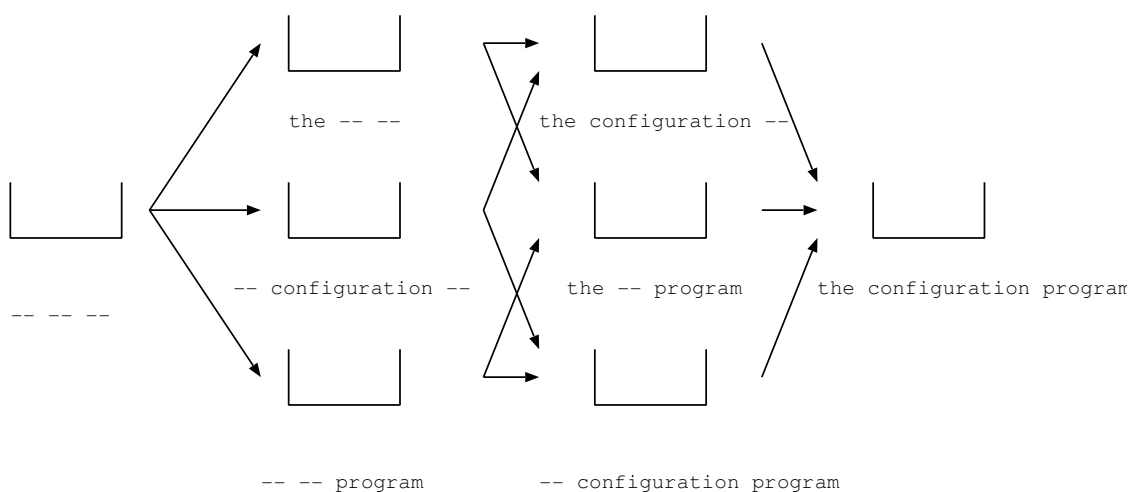 the -- --
the configuration --
-- configuration --
the -- program
the configuration program
-- -- --
-- -- program
-- configuration program